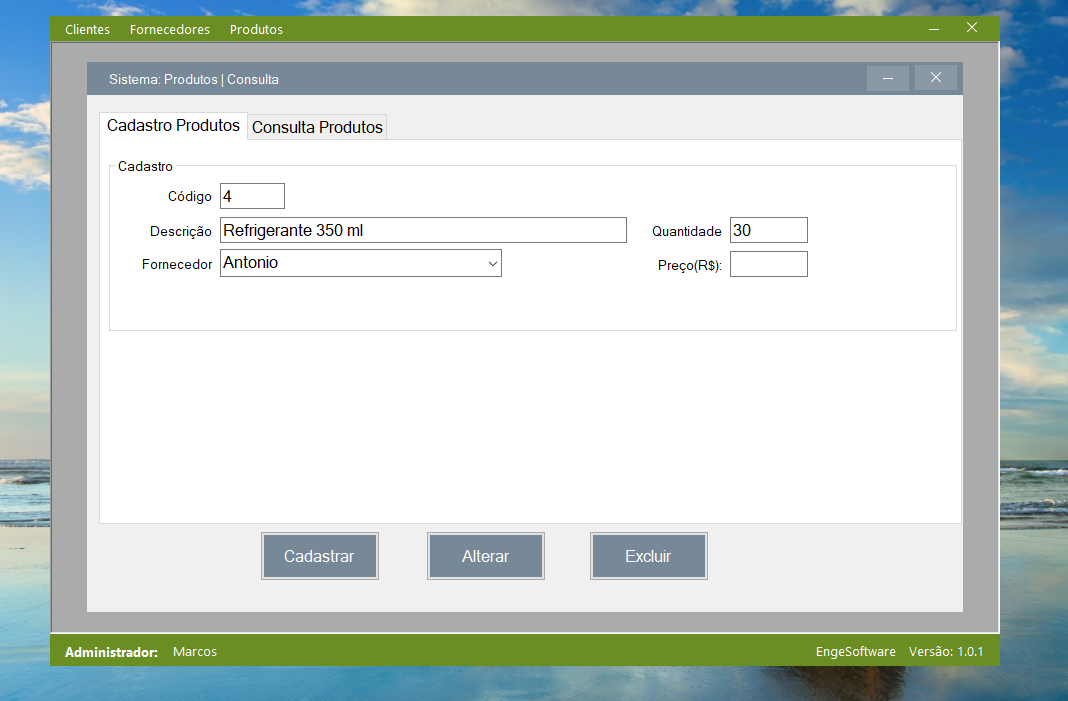 Clientes Fornecedores Produtos
Sistema: Produtos | Consulta
Cadastro Produtos Consulta Produtos
Cadastro
Código 4
Descrição Refrigerante 350 ml Quantidade 30
Fornecedor Antonio Preço(R$):
Cadastrar Alterar Excluir
Administrador: Marcos EngeSoftware Versão: 1.0.1